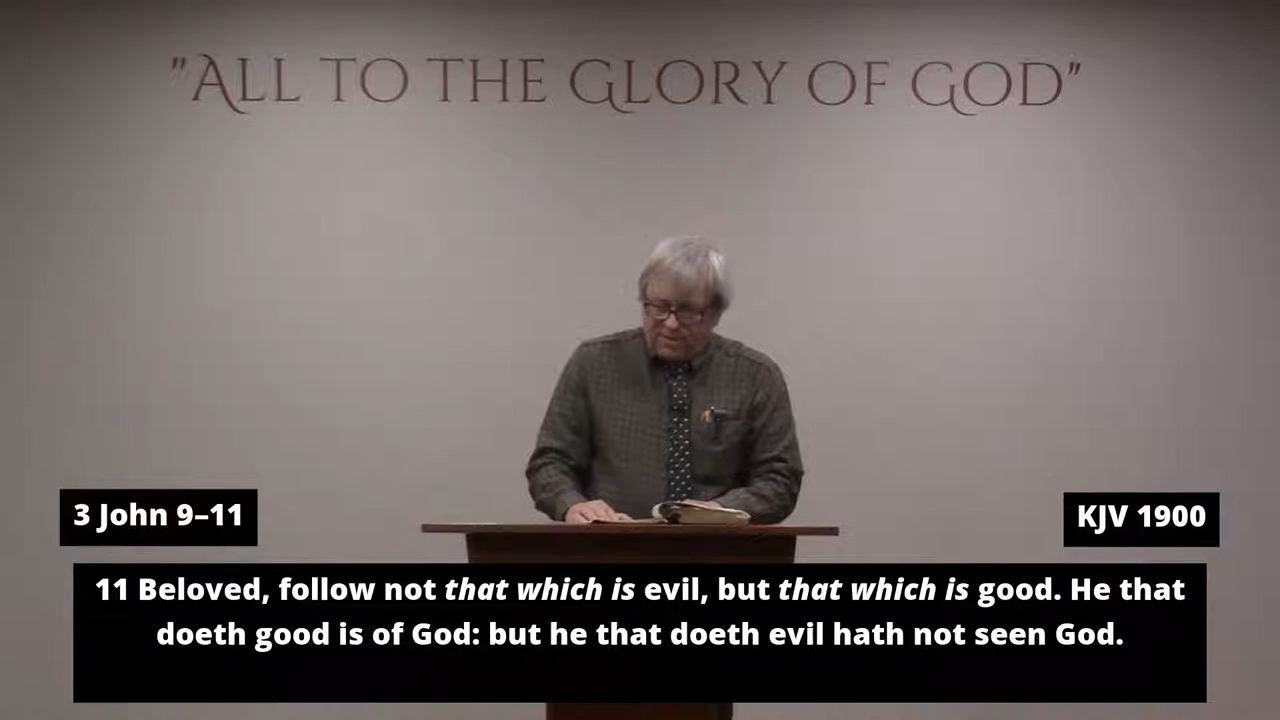 "ALL TO THE GLORY OF GOD"
3 John 9–11
KJV 1900
11 Beloved, follow not that which is evil, but that which is good. He that
doeth good is of God: but he that doeth evil hath not seen God.